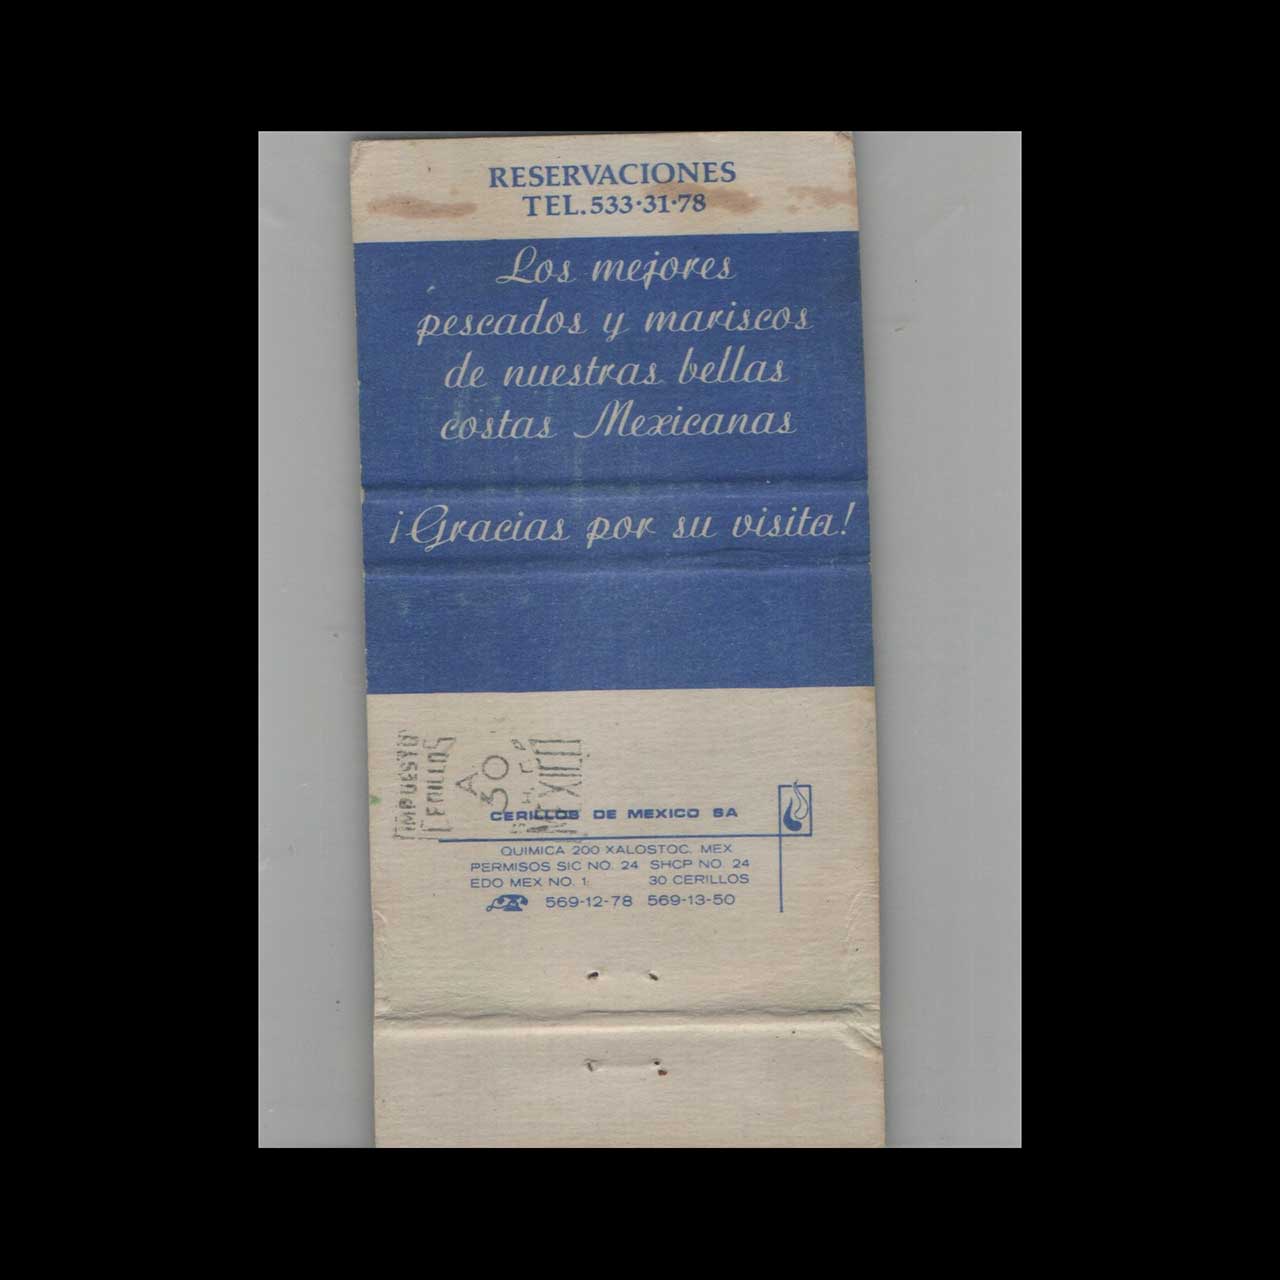 RESERVACIONES
TEL. 533·31·78
Los mejores
pescados y mariscos
de nuestras bellas
costas Mexicanas
¡Gracias por su visita!
IMPUESTO
CERILLOS
A
30
MEXICO
CERILLOS DE MEXICO SA
QUIMICA 200 XALOSTOC. MEX
PERMISOS SIC NO. 24 SHCP NO. 24
EDO MEX NO. 1 30 CERILLOS
569-12-78 569-13-50